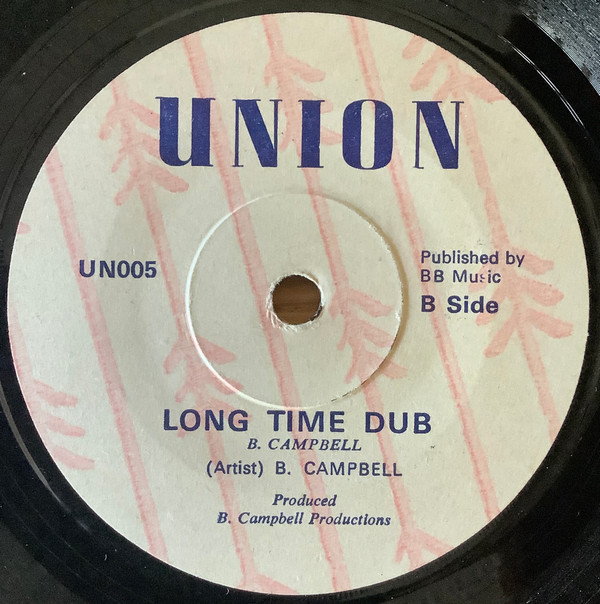 UNION
UN005
Published by
BB Music
B Side
LONG TIME DUB
B. CAMPBELL
(Artist) B. CAMPBELL
Produced
B. Campbell Productions